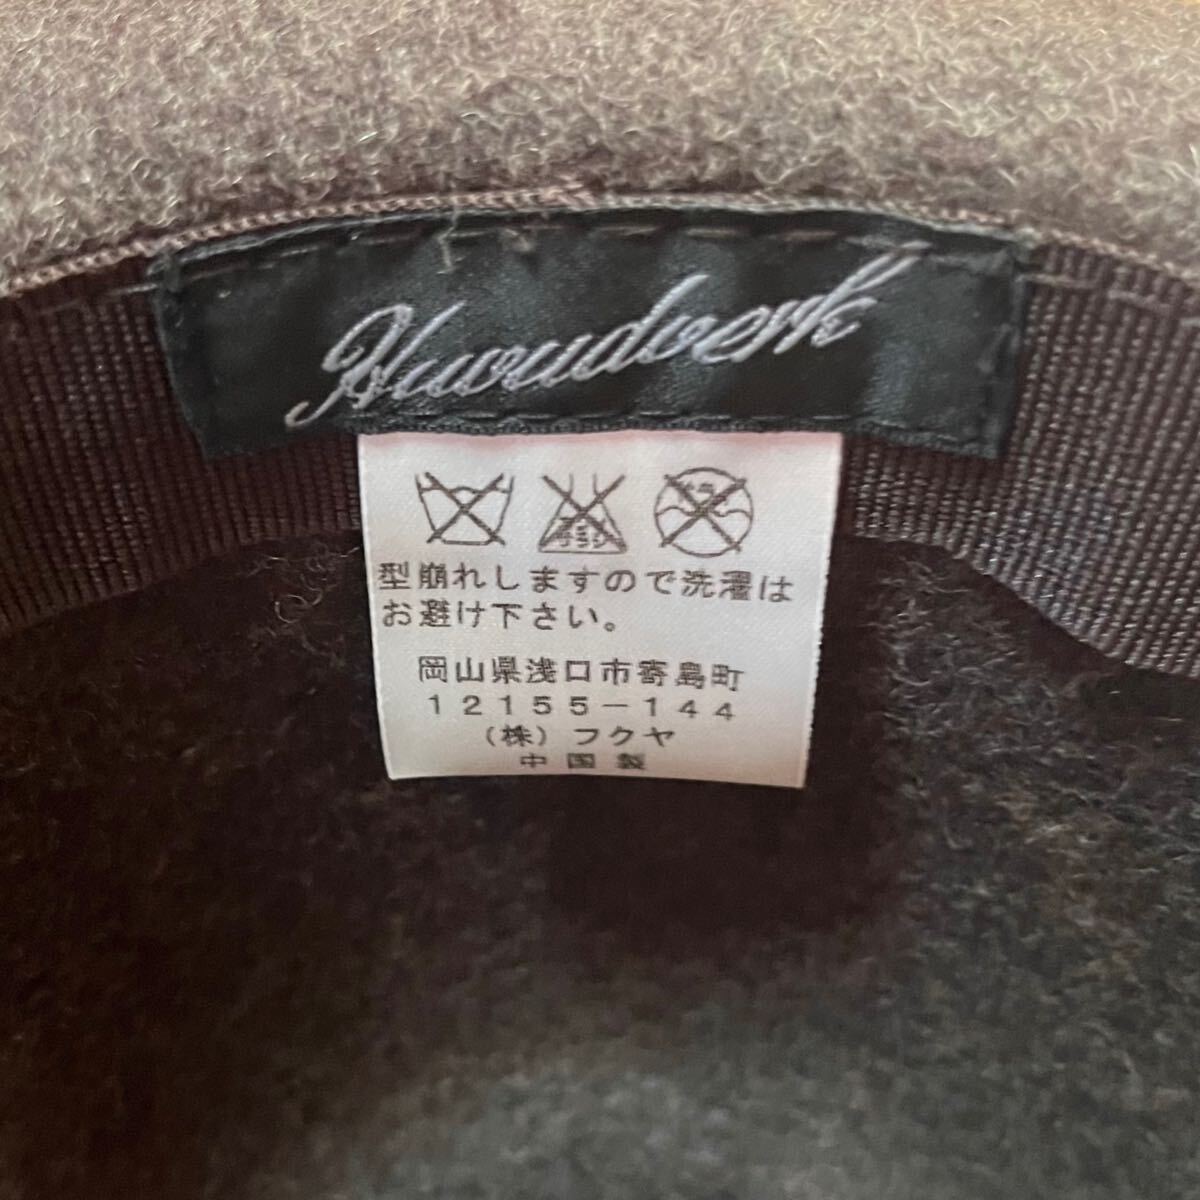 型崩れしますので洗濯は
お避け下さい。
岡山県浅口市寄島町
12155-144
(株)フクヤ
中国製